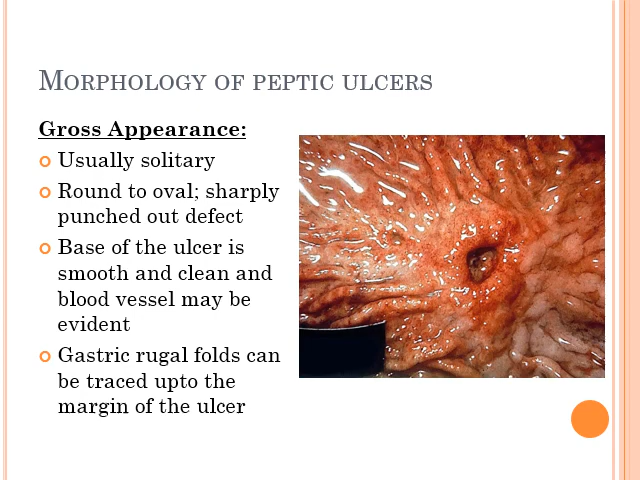 Morphology of peptic ulcers
Gross Appearance:
Usually solitary
Round to oval; sharply
punched out defect
Base of the ulcer is
smooth and clean and
blood vessel may be
evident
Gastric rugal folds can
be traced upto the
margin of the ulcer